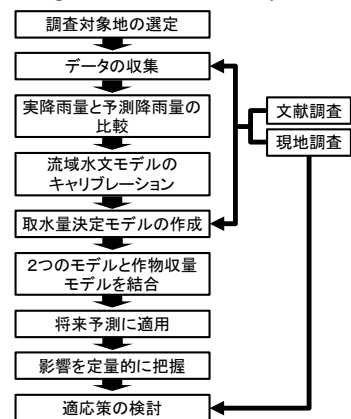 調査対象地の選定
データの収集
実降雨量と予測降雨量の
比較
流域水文モデルの
キャリブレーション
取水量決定モデルの作成
２つのモデルと作物収量
モデルを結合
将来予測に適用
影響を定量的に把握
適応策の検討
文献調査
現地調査